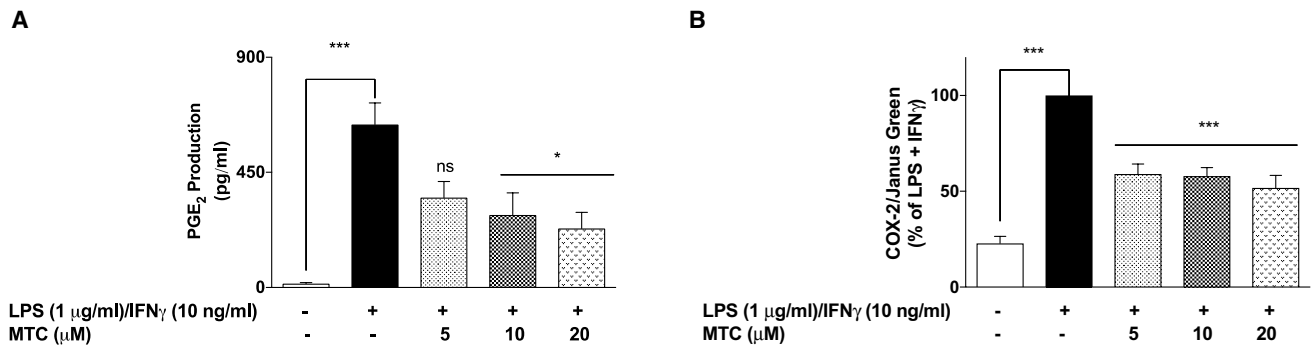 A
***
900
450
0
PGE2 Production
(pg/ml)
ns
*
LPS (1 μg/ml)/IFNγ (10 ng/ml) - + + + +
MTC (μM) - - 5 10 20
B
***
100
50
0
COX-2/Janus Green
(% of LPS + IFNγ)
***
LPS (1 μg/ml)/IFNγ (10 ng/ml) - + + + +
MTC (μM) - - 5 10 20